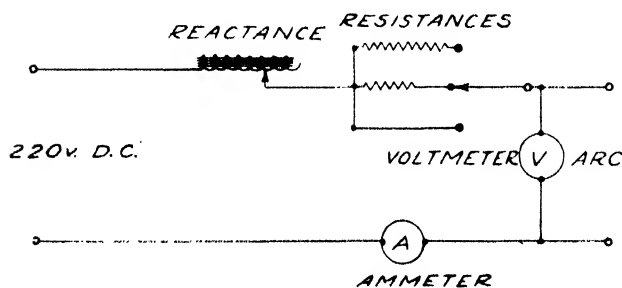 REACTANCE
RESISTANCES
220v. D.C.
VOLTMETER V ARC
A
AMMETER